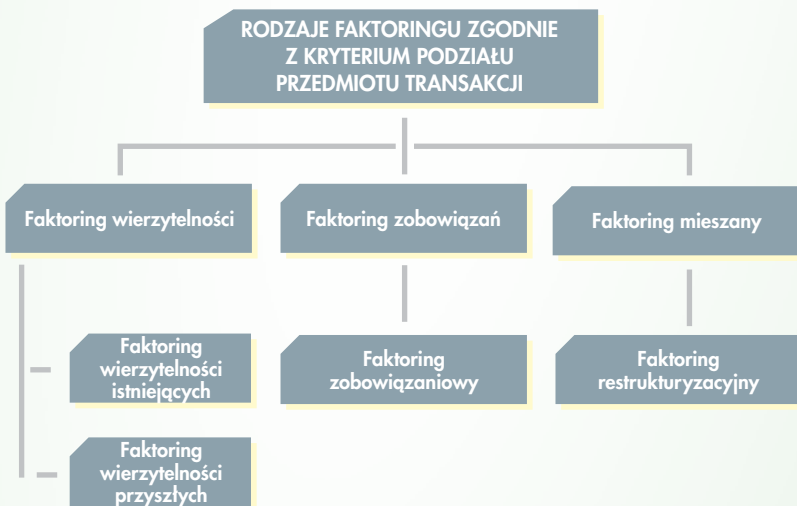 RODZAJE FAKTORINGU ZGODNIE
Z KRYTERIUM PODZIAŁU
PRZEDMIOTU TRANSAKCJI
Faktoring wierzytelności
Faktoring zobowiązań
Faktoring mieszany
Faktoring
wierzytelności
istniejących
Faktoring
zobowiązaniowy
Faktoring
restrukturyzacyjny
Faktoring
wierzytelności
przyszłych